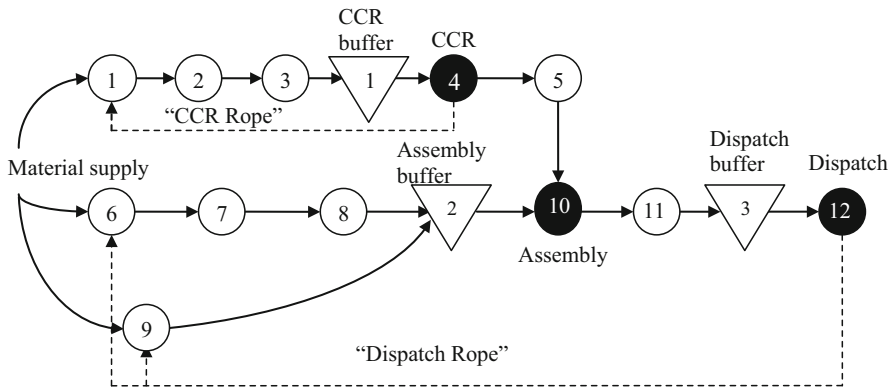 CCR
buffer
CCR
1
2
3
1
4
5
“CCR Rope”
Material supply
Assembly
buffer
Dispatch
buffer
Dispatch
6
7
8
2
10
11
3
12
Assembly
9
“Dispatch Rope”